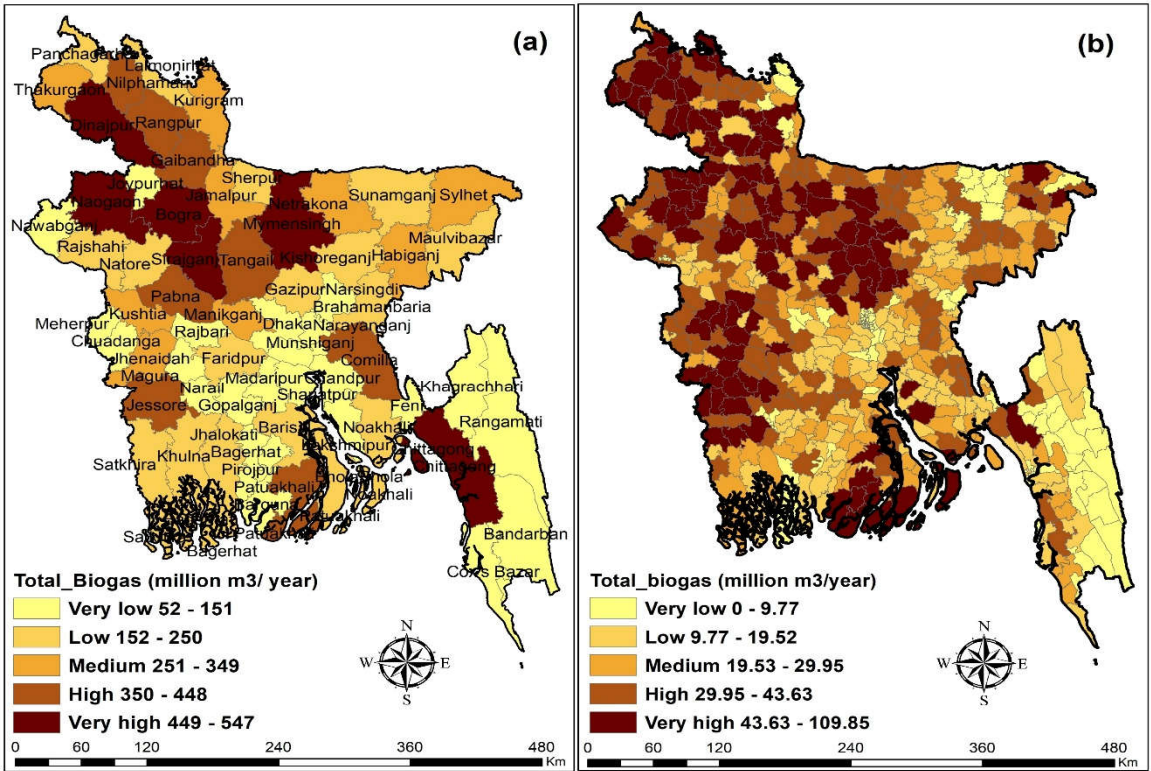 (a)
Panchagarh
Lalmonirhat
Nilphamari
Thakurgaon
Kurigram
Dinajpur
Rangpur
Gaibandha
Sherpur
Joypurhat
Jamalpur
Netrakona
Sunamganj
Sylhet
Naogaon
Bogra
Mymensingh
Nawabganj
Maulvibazar
Rajshahi
Natore
Sirajganj
Tangail
Kishoreganj
Habiganj
Gazipur
Narsingdi
Pabna
Brahamanbaria
Kushtia
Manikganj
Meherpur
Rajbari
Dhaka
Narayanganj
Chuadanga
Munshiganj
Jhenaidah
Faridpur
Comilla
Magura
Madaripur
Chandpur
Khagrachhari
Narail
Shariatpur
Jessore
Gopalganj
Feni
Rangamati
Barisal
Noakhali
Jhalokati
Lakshmipur
Chittagong
Satkhira
Khulna
Bagerhat
Chittagong
Pirojpur
Bhola
Bhola
Patuakhali
Noakhali
Barguna
Patuakhali
Patuakhali
Bandarban
Bagerhat
Cox's Bazar
Total_Biogas (million m3/ year)
Very low 52 - 151
Low 152 - 250
Medium 251 - 349
High 350 - 448
Very high 449 - 547
N
W
E
S
0 30 60 120 240 360 480
Km
(b)
Total_biogas (million m3/year)
Very low 0 - 9.77
Low 9.77 - 19.52
Medium 19.53 - 29.95
High 29.95 - 43.63
Very high 43.63 - 109.85
N
W
E
S
0 30 60 120 240 360 480
Km